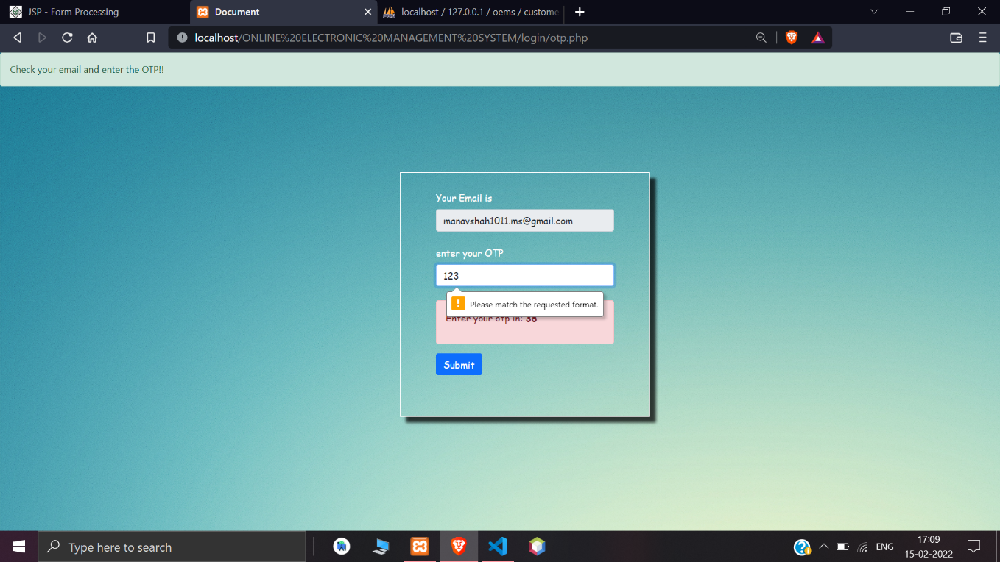 JSP - Form Processing
Document
localhost / 127.0.0.1 / oems / custome
localhost/ONLINE%20ELECTRONIC%20MANAGEMENT%20SYSTEM/login/otp.php
Check your email and enter the OTP!!
Your Email is
manavshah1011.ms@gmail.com
enter your OTP
123
Please match the requested format.
Enter your otp in: 38
Submit
Type here to search
ENG
17:09
15-02-2022